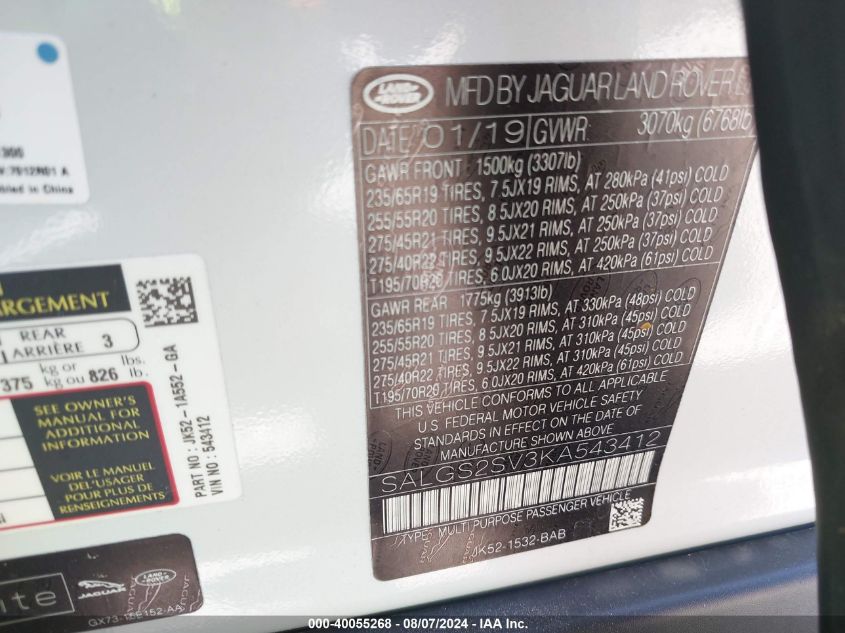 300
:7912R01 A
bled in China
ARGEMENT
REAR
ARRIÈRE 3
kg or lbs.
375 kg ou 826 lb.
SEE OWNER'S
MANUAL FOR
ADDITIONAL
INFORMATION
VOIR MANUEL
DE L'USAGER
POUR PLUS DE
RENSEIGNEMENTS
PART NO: JK52-1A552-GA
VIN NO: 543412
JAGUAR
LAND ROVER
GX73-15E152-AA
LAND ROVER
MFD BY JAGUAR LAND ROVER
DATE 01/19 GVWR 3070kg (6768lb
GAWR FRONT : 1500kg (3307lb)
235/65R19 TIRES, 7.5JX19 RIMS, AT 280kPa (41psi) COLD
255/55R20 TIRES, 8.5JX20 RIMS, AT 250kPa (37psi) COLD
275/45R21 TIRES, 9.5JX21 RIMS, AT 250kPa (37psi) COLD
275/40R22 TIRES, 9.5JX22 RIMS, AT 250kPa (37psi) COLD
T195/70R20 TIRES, 6.0JX20 RIMS, AT 420kPa (61psi) COLD
GAWR REAR 1775kg (3913lb)
235/65R19 TIRES, 7.5JX19 RIMS, AT 330kPa (48psi) COLD
255/55R20 TIRES, 8.5JX20 RIMS, AT 310kPa (45psi) COLD
275/45R21 TIRES, 9.5JX21 RIMS, AT 310kPa (45psi) COLD
275/40R22 TIRES, 9.5JX22 RIMS, AT 310kPa (45psi) COLD
T195/70R20 TIRES, 6.0JX20 RIMS, AT 420kPa (61psi) COLD
THIS VEHICLE CONFORMS TO ALL APPLICABLE
U.S. FEDERAL MOTOR VEHICLE SAFETY
STANDARDS IN EFFECT ON THE DATE OF
MANUFACTURE SHOWN ABOVE
SALGS2SV3KA543412
TYPE: MULTI PURPOSE PASSENGER VEHICLE
JK52-1532-BAB
000 - 40055268 - 08/07/2024 - IAAI.com